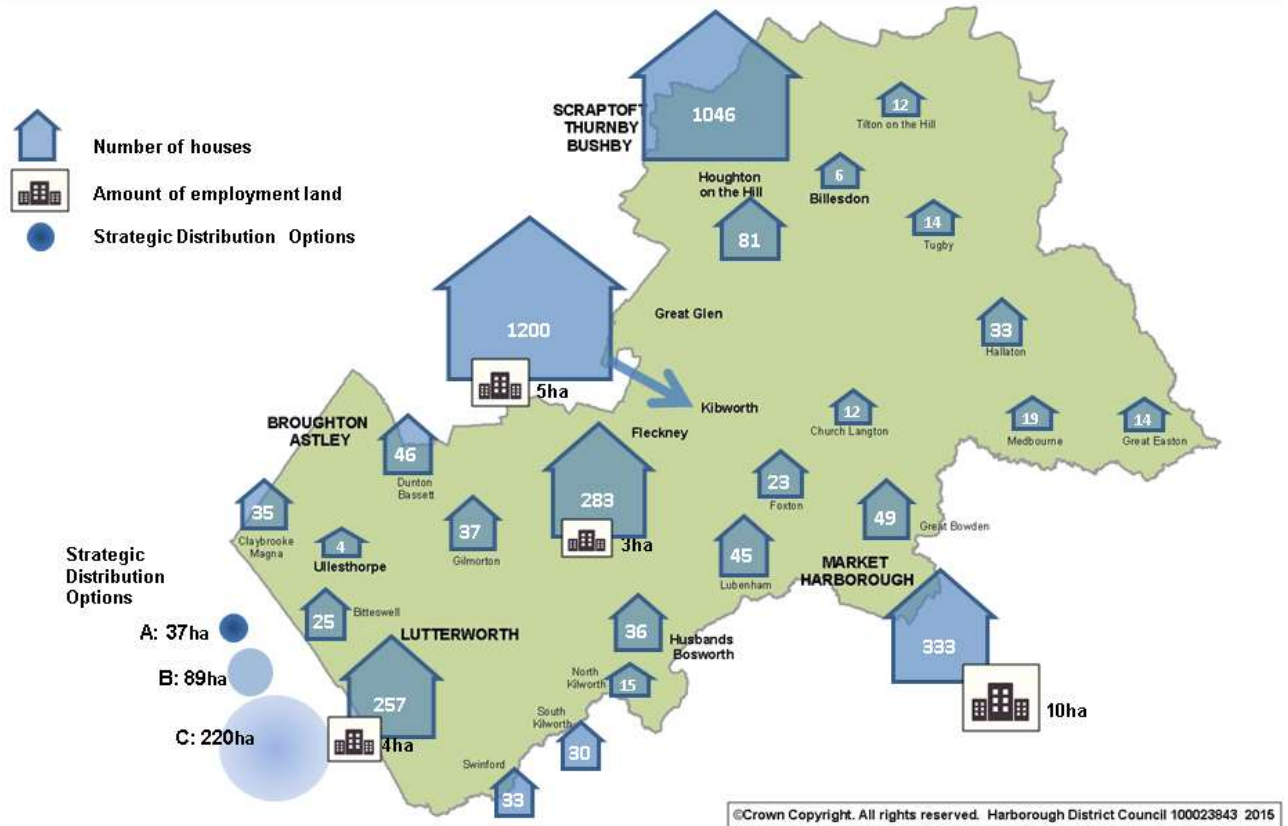 Number of houses
Amount of employment land
Strategic Distribution Options
SCRAPTOFT
THURNBY
BUSHBY
1046
12
Tilton on the Hill
Houghton
on the Hill
81
6
Billesdon
14
Tugby
1200
5ha
Great Glen
33
Hallaton
Kibworth
Fleckney
12
Church Langton
19
Medbourne
14
Great Easton
BROUGHTON
ASTLEY
46
Dunton
Bassett
35
Claybrooke
Magna
4
Ullesthorpe
37
Gilmorton
283
3ha
23
Foxton
49
Great Bowden
45
Lubenham
MARKET
HARBOROUGH
333
10ha
Strategic
Distribution
Options
A: 37ha
B: 89ha
C: 220ha
25
Bitteswell
LUTTERWORTH
257
4ha
36
Husbands
Bosworth
North
Kilworth
15
South
Kilworth
30
Swinford
33
©Crown Copyright. All rights reserved. Harborough District Council 100023843 2015